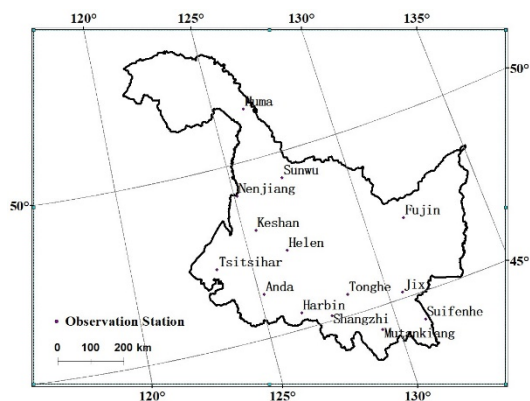 120°
125°
130°
135°
50°
Huma
Sunwu
Nenjiang
50°
Fujin
Keshan
Helen
Tsitsihar
45°
Anda
Tonghe
Jixi
Harbin
Shangzhi
Suifenhe
Mutankiang
Observation Station
0 100 200 km
120°
125°
130°